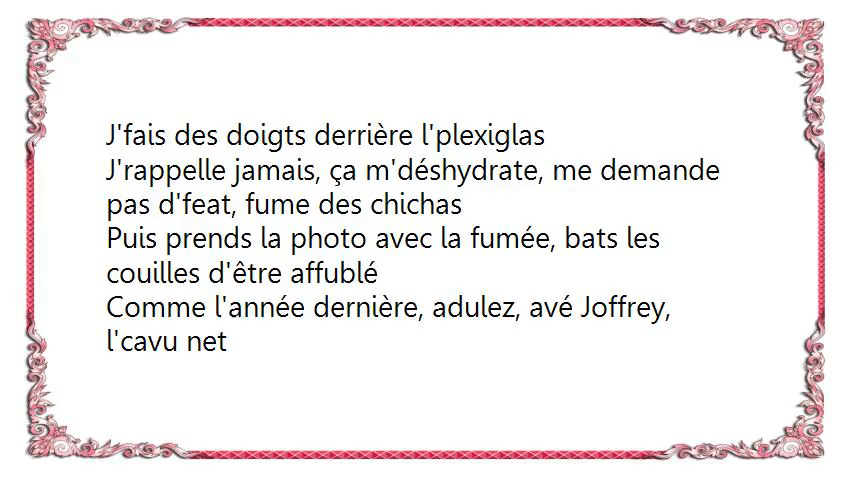 J'fais des doigts derrière l'plexiglas
J'rappelle jamais, ça m'déshydrate, me demande
pas d'feat, fume des chichas
Puis prends la photo avec la fumée, bats les
couilles d'être affublé
Comme l'année dernière, adulez, avé Joffrey,
l'cavu net